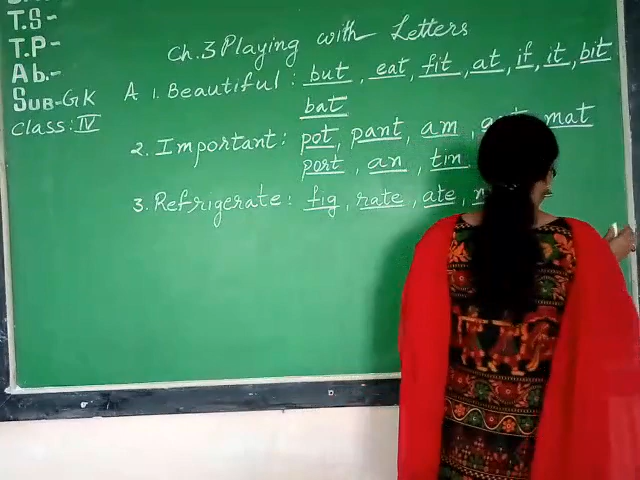 T.S-
T.P-
Ab.-
Sub-GK
Class: IV
Ch.3 Playing with Letters
A 1. Beautiful : but, eat, fit, at, if, it, bit
bat
2. Important : pot, pant, am, mat
port, an, tin
3. Refrigerate : fig, rate, ate,